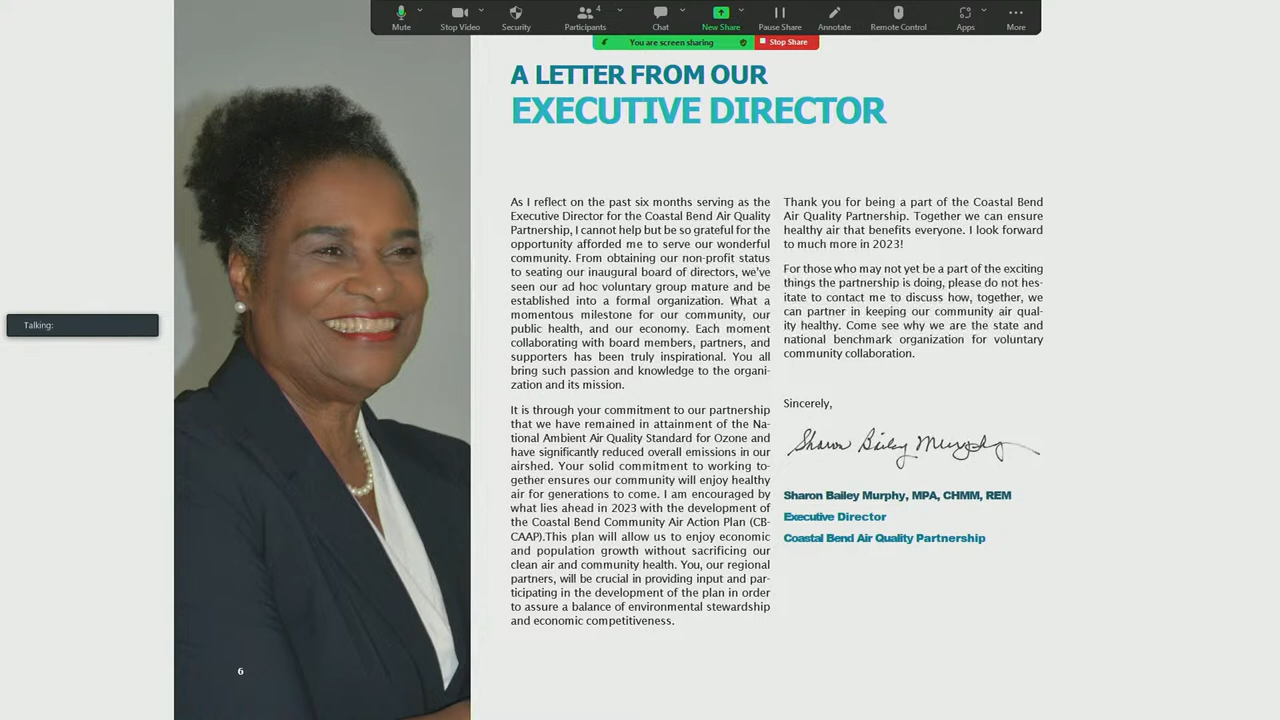 Mute
Stop Video
Security
Participants
4
Chat
New Share
Pause Share
Annotate
Remote Control
Apps
More
You are screen sharing
Stop Share
Talking:
A LETTER FROM OUR
EXECUTIVE DIRECTOR
As I reflect on the past six months serving as the
Executive Director for the Coastal Bend Air Quality
Partnership, I cannot help but be so grateful for the
opportunity afforded me to serve our wonderful
community. From obtaining our non-profit status
to seating our inaugural board of directors, we've
seen our ad hoc voluntary group mature and be
established into a formal organization. What a
momentous milestone for our community, our
public health, and our economy. Each moment
collaborating with board members, partners, and
supporters has been truly inspirational. You all
bring such passion and knowledge to the organi-
zation and its mission.
It is through your commitment to our partnership
that we have remained in attainment of the Na-
tional Ambient Air Quality Standard for Ozone and
have significantly reduced overall emissions in our
airshed. Your solid commitment to working to-
gether ensures our community will enjoy healthy
air for generations to come. I am encouraged by
what lies ahead in 2023 with the development of
the Coastal Bend Community Air Action Plan (CB-
CAAP).This plan will allow us to enjoy economic
and population growth without sacrificing our
clean air and community health. You, our regional
partners, will be crucial in providing input and par-
ticipating in the development of the plan in order
to assure a balance of environmental stewardship
and economic competitiveness.
Thank you for being a part of the Coastal Bend
Air Quality Partnership. Together we can ensure
healthy air that benefits everyone. I look forward
to much more in 2023!
For those who may not yet be a part of the exciting
things the partnership is doing, please do not hes-
itate to contact me to discuss how, together, we
can partner in keeping our community air qual-
ity healthy. Come see why we are the state and
national benchmark organization for voluntary
community collaboration.
Sincerely,
Sharon Bailey Murphy
Sharon Bailey Murphy, MPA, CHMM, REM
Executive Director
Coastal Bend Air Quality Partnership
6